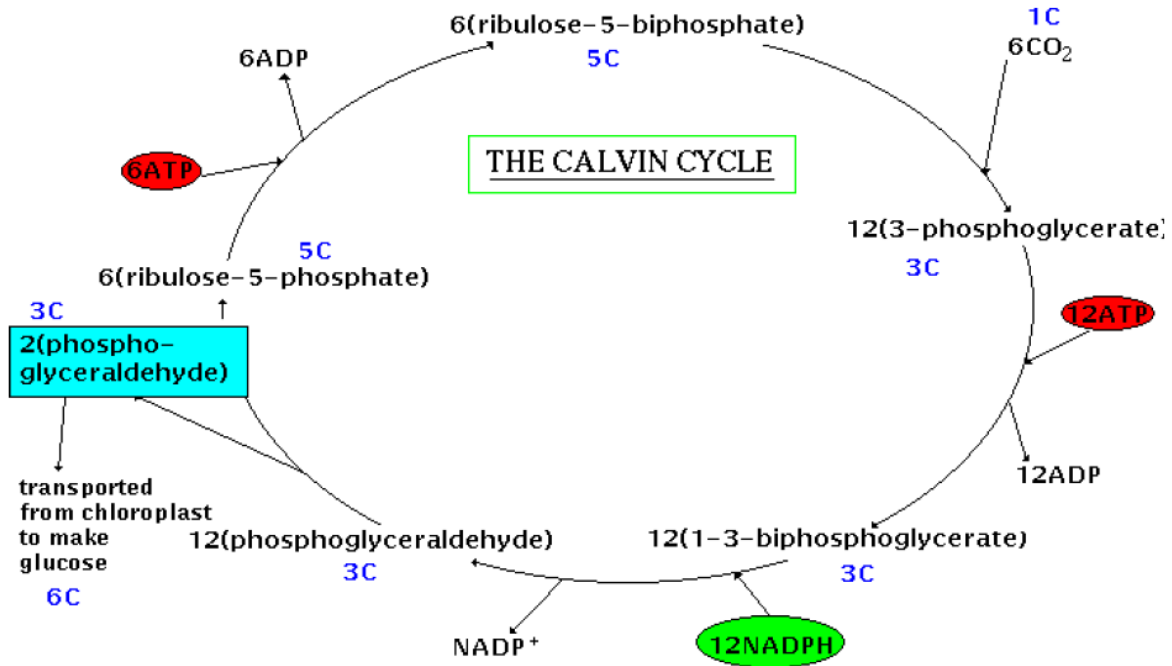 6(ribulose-5-biphosphate)
5C
1C
6CO₂
6ADP
6ATP
THE CALVIN CYCLE
12(3-phosphoglycerate)
3C
5C
6(ribulose-5-phosphate)
3C
2(phospho-
glyceraldehyde)
12ATP
12ADP
transported
from chloroplast
to make
glucose
6C
12(phosphoglyceraldehyde)
3C
12(1-3-biphosphoglycerate)
3C
NADP⁺
12NADPH